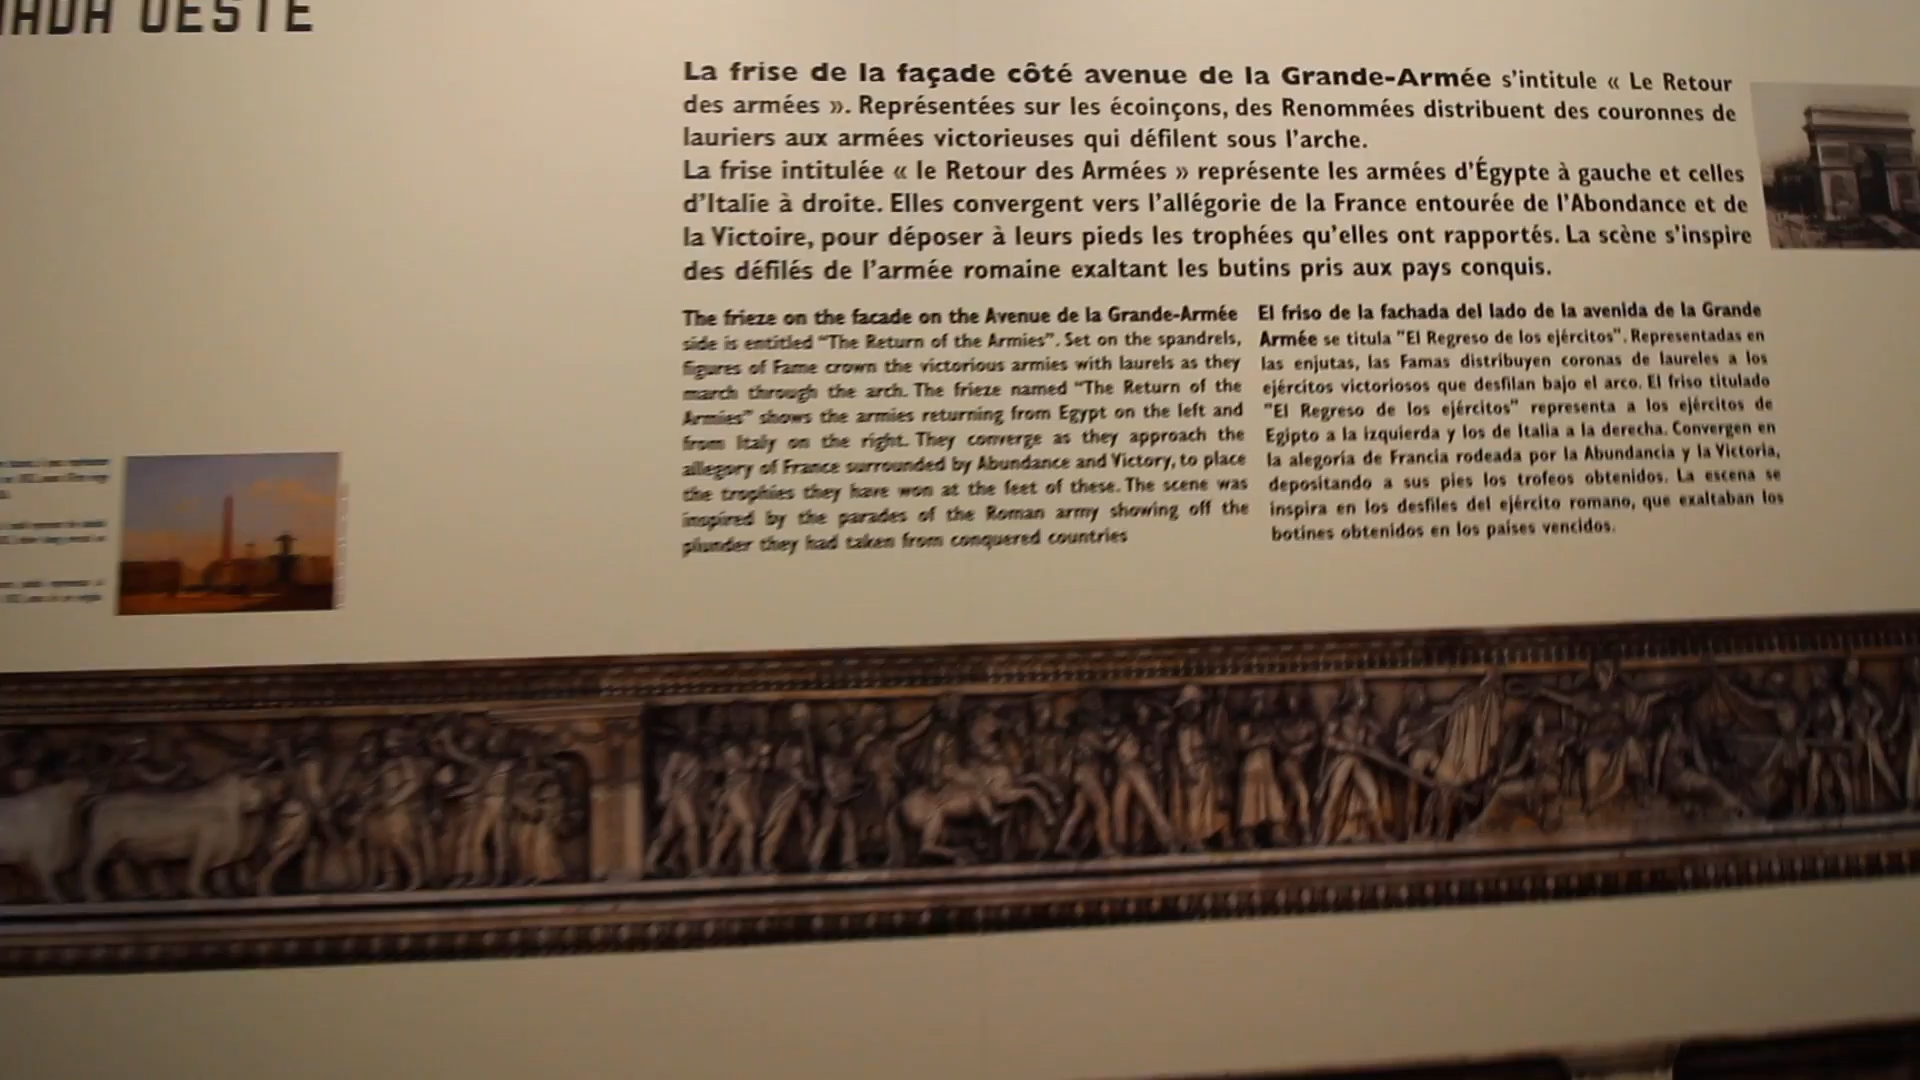 OESTE
La frise de la façade côté avenue de la Grande-Armée s'intitule « Le Retour
des armées ». Représentées sur les écoinçons, des Renommées distribuent des couronnes de
lauriers aux armées victorieuses qui défilent sous l'arche.
La frise intitulée « le Retour des Armées » représente les armées d'Égypte à gauche et celles
d'Italie à droite. Elles convergent vers l'allégorie de la France entourée de l'Abondance et de
la Victoire, pour déposer à leurs pieds les trophées qu'elles ont rapportés. La scène s'inspire
des défilés de l'armée romaine exaltant les butins pris aux pays conquis.
The frieze on the facade on the Avenue de la Grande-Armée
side is entitled "The Return of the Armies". Set on the spandrels,
figures of Fame crown the victorious armies with laurels as they
march through the arch. The frieze named "The Return of the
Armies" shows the armies returning from Egypt on the left and
from Italy on the right. They converge as they approach the
allegory of France surrounded by Abundance and Victory, to place
the trophies they have won at the feet of these. The scene was
inspired by the parades of the Roman army showing off the
plunder they had taken from conquered countries
El friso de la fachada del lado de la avenida de la Grande
Armée se titula "El Regreso de los ejércitos". Representadas en
las enjutas, las Famas distribuyen coronas de laureles a los
ejércitos victoriosos que desfilan bajo el arco. El friso titulado
"El Regreso de los ejércitos" representa a los ejércitos de
Egipto a la izquierda y los de Italia a la derecha. Convergen en
la alegoría de Francia rodeada por la Abundancia y la Victoria,
depositando a sus pies los trofeos obtenidos. La escena se
inspira en los desfiles del ejército romano, que exaltaban los
botines obtenidos en los países vencidos.